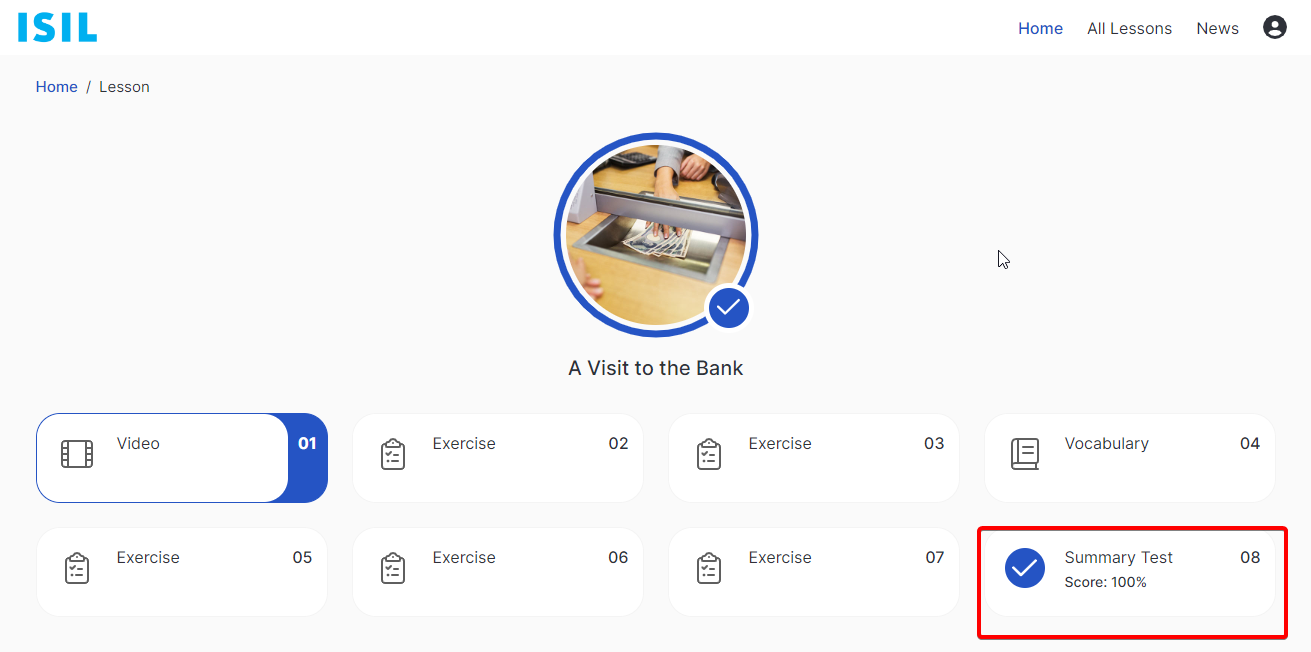 ISIL
Home All Lessons News
Home / Lesson
A Visit to the Bank
Video 01
Exercise 02
Exercise 03
Vocabulary 04
Exercise 05
Exercise 06
Exercise 07
Summary Test 08
Score: 100%